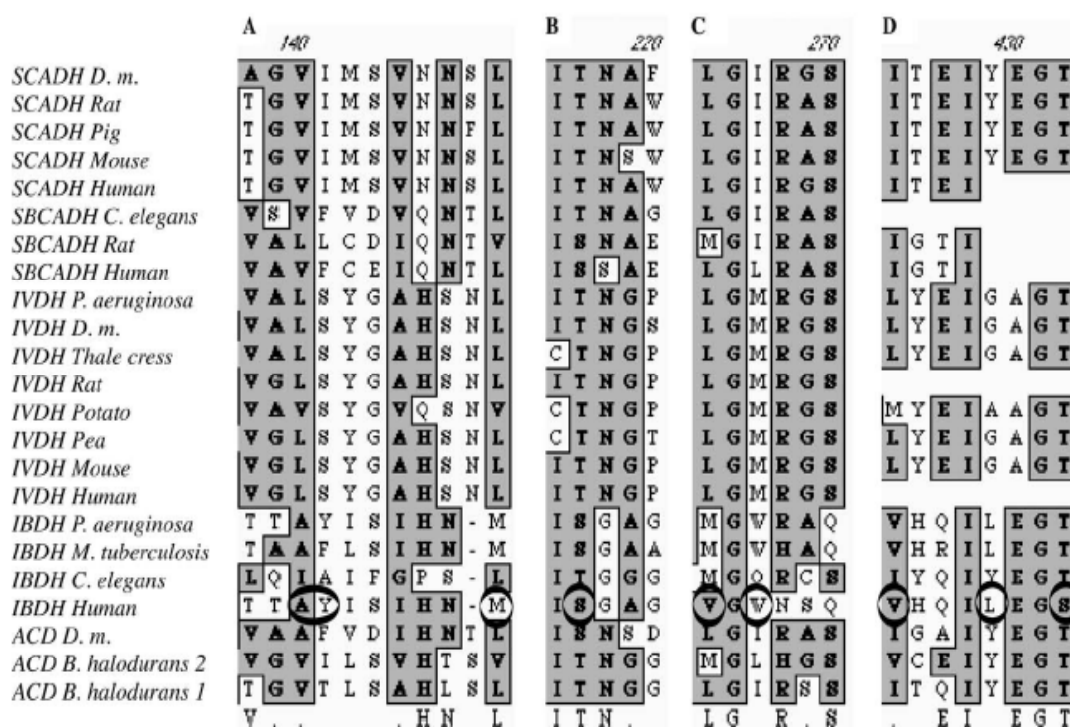 A B C D
140 220 270 430
SCADH D. m. A G V I M S V N N S L I T N A F L G I R G S I T E I Y E G T
SCADH Rat T G V I M S V N N S L I T N A W L G I R A S I T E I Y E G T
SCADH Pig T G V I M S V N N F L I T N A W L G I R A S I T E I Y E G T
SCADH Mouse T G V I M S V N N S L I T N S W L G I R A S I T E I Y E G T
SCADH Human T G V I M S V N N S L I T N A W L G I R G S I T E I
SBCADH C. elegans V S V F V D V Q N T L I T N A G L G I R A S
SBCADH Rat V A L L C D I Q N T V I S N A E M G I R A S I G T I
SBCADH Human V A V F C E I Q N T L I S S A E L G L R A S I G T I
IVDH P. aeruginosa V A L S Y G A H S N L I T N G P L G M R G S L Y E I G A G T
IVDH D. m. V A L S Y G A H S N L I T N G S L G M R G S L Y E I G A G T
IVDH Thale cress V A L S Y G A H S N L C T N G P L G M R G S L Y E I G A G T
IVDH Rat V G L S Y G A H S N L I T N G P L G M R G S
IVDH Potato V A V S Y G V Q S N V C T N G P L G M R G S M Y E I A A G T
IVDH Pea V G L S Y G A H S N L C T N G T L G M R G S L Y E I G A G T
IVDH Mouse V G L S Y G A H S N L I T N G P L G M R G S L Y E I G A G T
IVDH Human V G L S Y G A H S N L I T N G P L G M R G S
IBDH P. aeruginosa T T A Y I S I H N - M I S G A G M G W R A Q V H Q I L E G T
IBDH M. tuberculosis T A A F L S I H N - M I S G A A M G W H A Q V H R I L E G T
IBDH C. elegans L Q I A I F G P S - L I T G G G M G Q R C S I Y Q I L E G T
IBDH Human T T A Y I S I H N - M I S G A G V G W N S Q V H Q I L E G S
ACD D. m. V A A F V D I H N T L I S N S D L G I R A S I G A I Y E G T
ACD B. halodurans 2 V G V I L S V H T S V I T N G G M G L H G S V C E I Y E G T
ACD B. halodurans 1 T G V T L S A H L S L I T N G G L G I R S S I T Q I Y E G T
V . . . H N L I T N . L G . R . S . E I . E G T